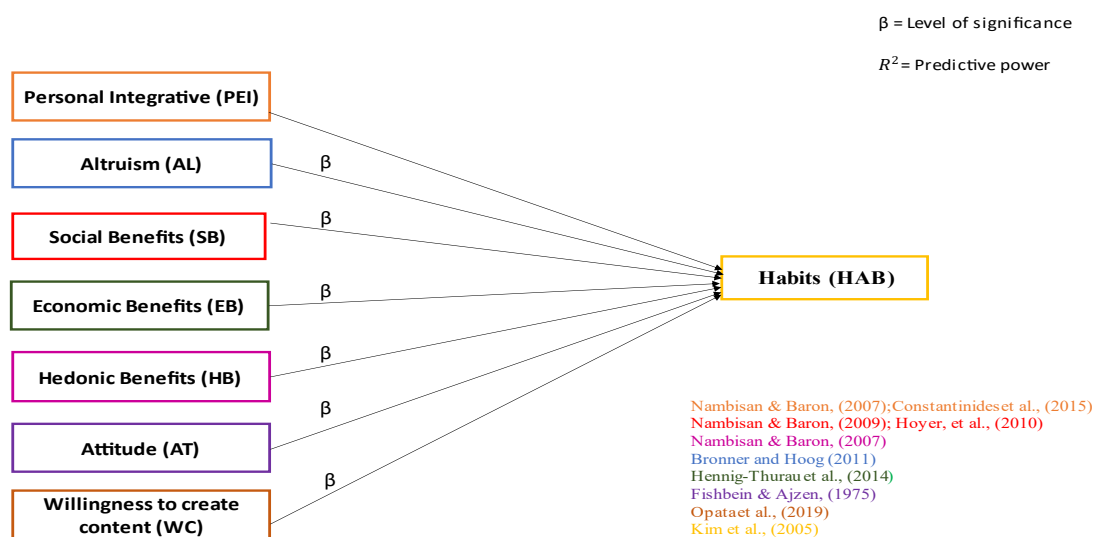 β = Level of significance
R² = Predictive power
Personal Integrative (PEI)
Altruism (AL)
β
Social Benefits (SB)
β
Economic Benefits (EB)
β
Habits (HAB)
Hedonic Benefits (HB)
β
Attitude (AT)
β
Willingness to create
content (WC)
β
Nambisan & Baron, (2007);Constantinideset al., (2015)
Nambisan & Baron, (2009); Hoyer, et al., (2010)
Nambisan & Baron, (2007)
Bronner and Hoog (2011)
Hennig-Thurau et al., (2014)
Fishbein & Ajzen, (1975)
Opataet al., (2019)
Kim et al., (2005)